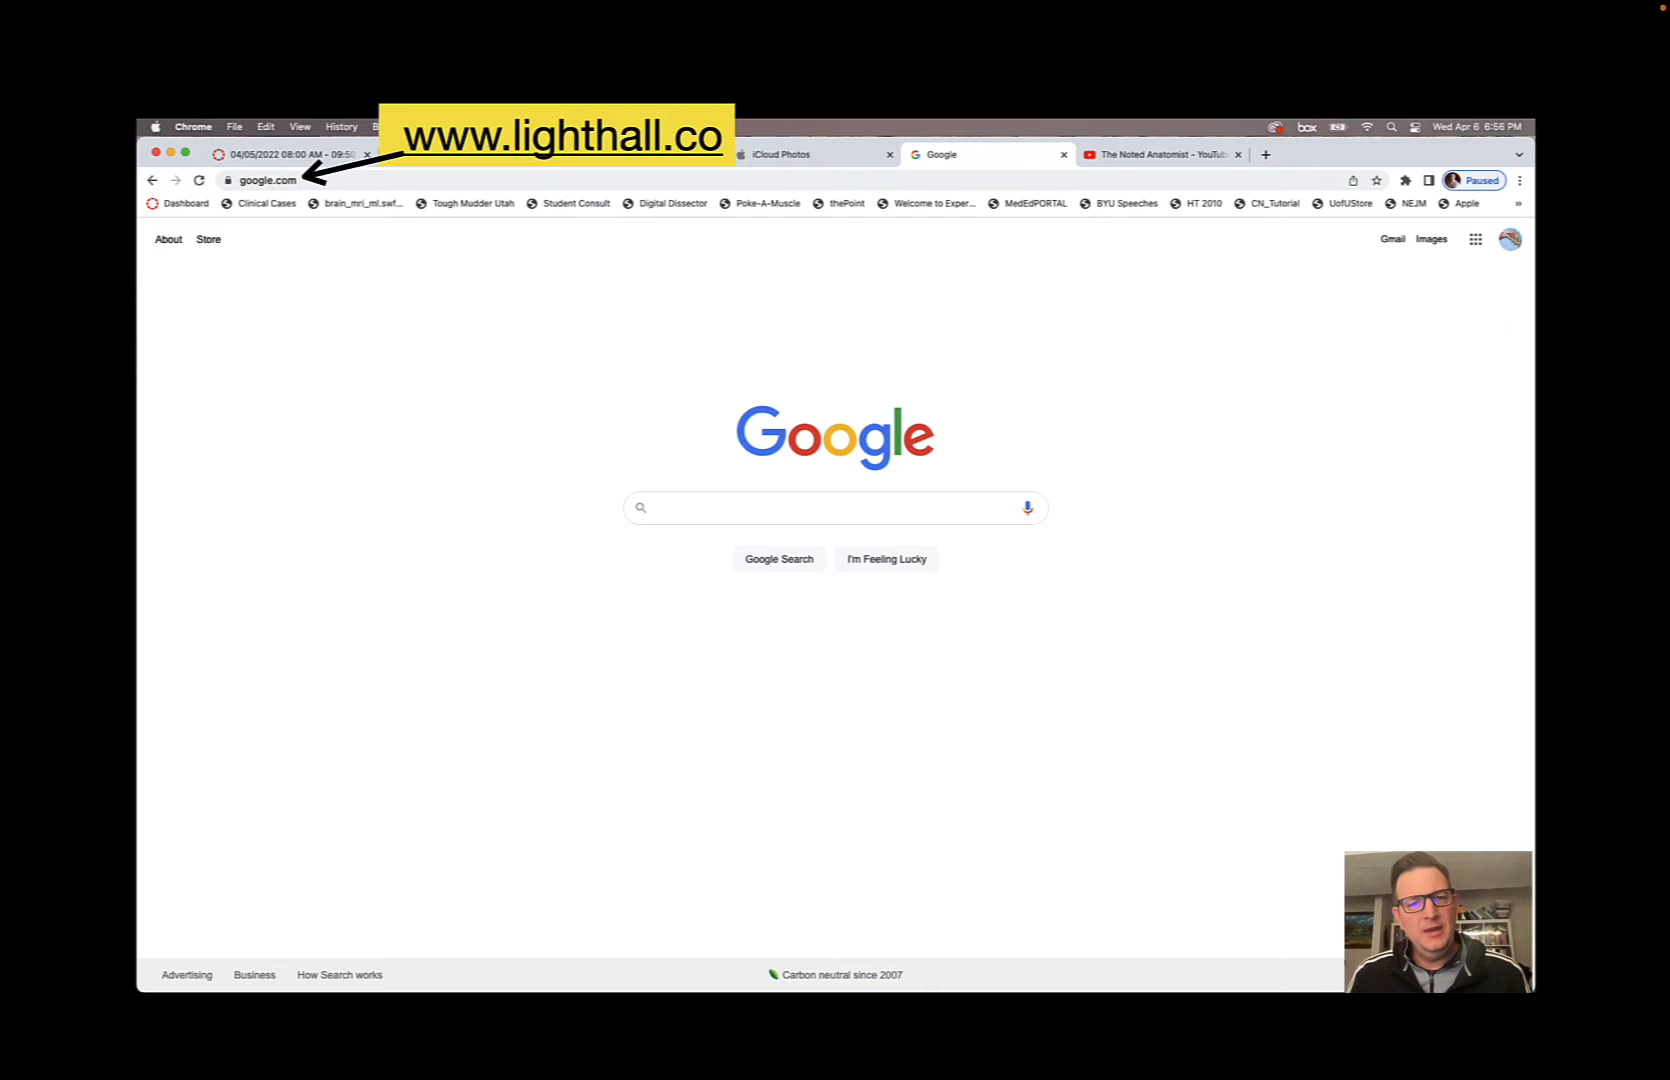 www.lighthall.co
Chrome File Edit View History
box Wed Apr 6 6:56 PM
04/05/2022 08:00 AM - 09:50
iCloud Photos
Google
The Noted Anatomist - YouTub
google.com
Paused
Dashboard Clinical Cases brain_mri_ml.swf... Tough Mudder Utah Student Consult Digital Dissector Poke-A-Muscle thePoint Welcome to Exper... MedEdPORTAL BYU Speeches HT 2010 CN_Tutorial UofUStore NEJM Apple »
About Store
Gmail Images
Google
Google Search I'm Feeling Lucky
Advertising Business How Search works
Carbon neutral since 2007